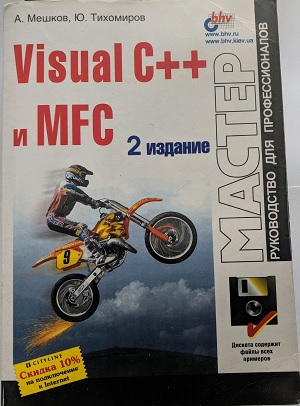 А. Мешков, Ю. Тихомиров
bhv
www.bhv.ru
www.bhv.kiev.ua
Visual C++
и MFC
2 издание
МАСТЕР
РУКОВОДСТВО ДЛЯ ПРОФЕССИОНАЛОВ
9
Дискета содержит
файлы всех
примеров
CITYLINE
Скидка 10%
на подключение
к Internet